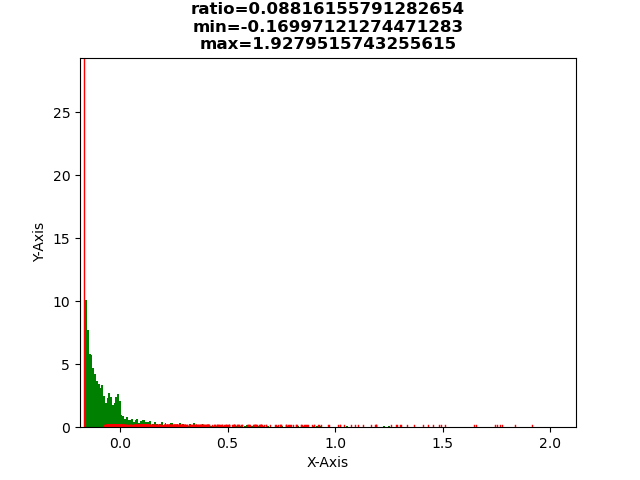 ratio=0.08816155791282654
min=-0.16997121274471283
max=1.9279515743255615
25
20
15
10
5
0
Y-Axis
0.0 0.5 1.0 1.5 2.0
X-Axis